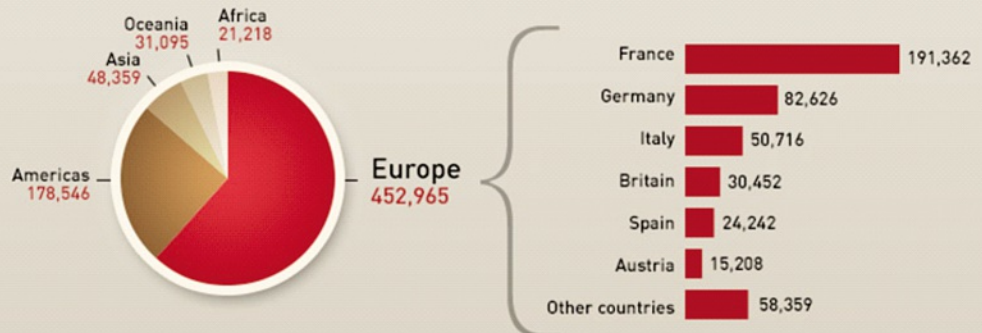 Africa
21,218
Oceania
31,095
Asia
48,359
Americas
178,546
Europe
452,965
France 191,362
Germany 82,626
Italy 50,716
Britain 30,452
Spain 24,242
Austria 15,208
Other countries 58,359